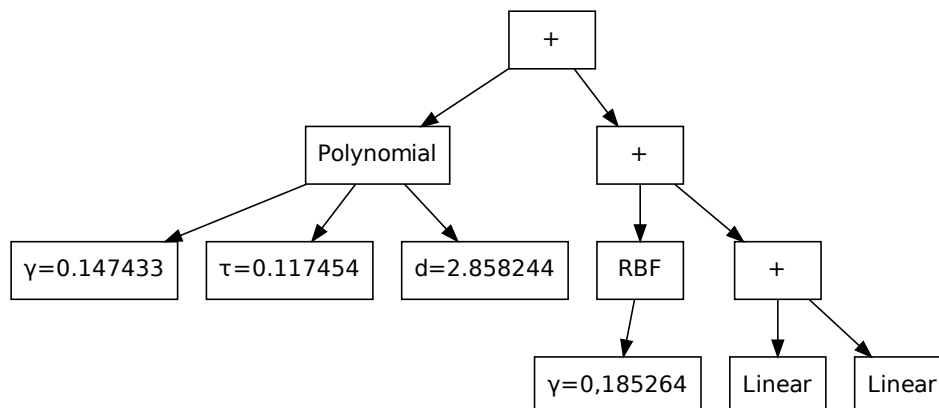 +
Polynomial
+
γ=0.147433
τ=0.117454
d=2.858244
RBF
+
γ=0,185264
Linear
Linear